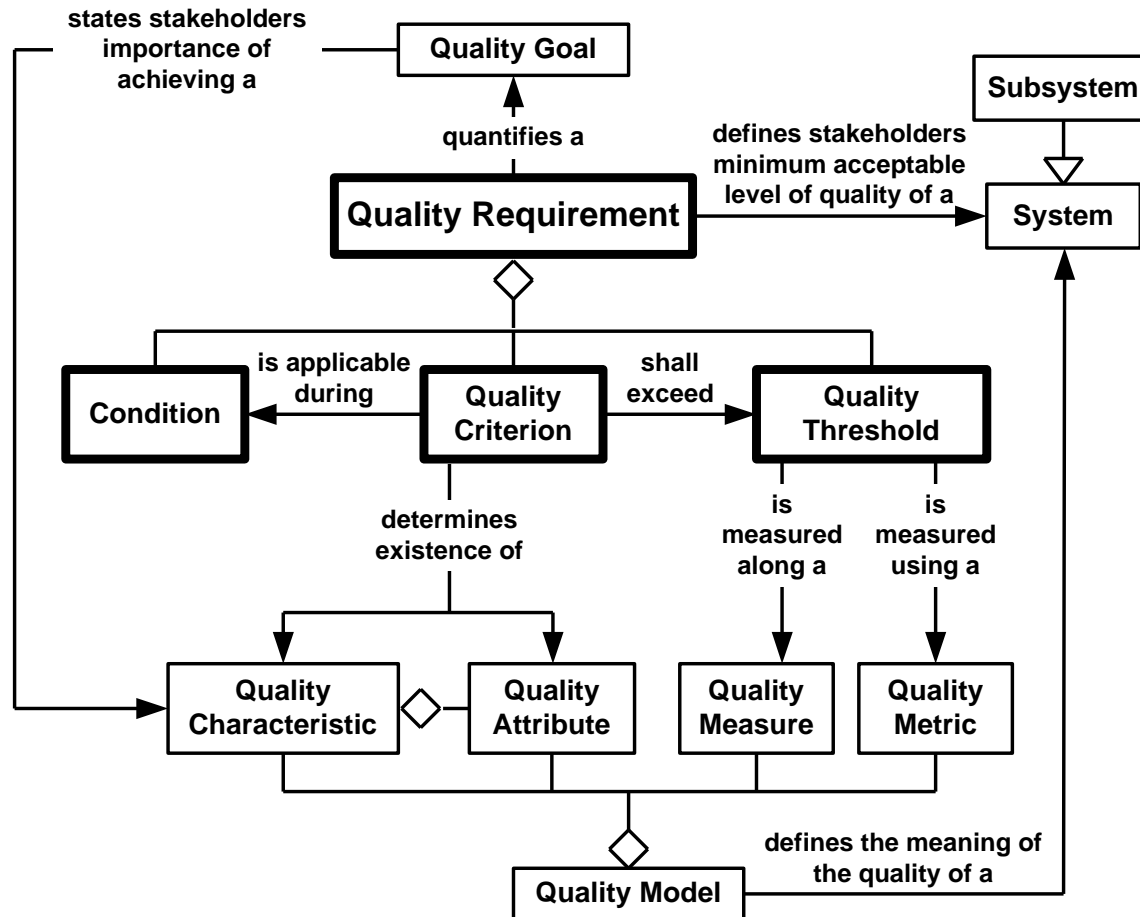 states stakeholders
importance of
achieving a
Quality Goal
Subsystem
quantifies a
defines stakeholders
minimum acceptable
level of quality of a
Quality Requirement
System
is applicable
during
shall
exceed
Condition
Quality
Criterion
Quality
Threshold
determines
existence of
is
measured
along a
is
measured
using a
Quality
Characteristic
Quality
Attribute
Quality
Measure
Quality
Metric
defines the meaning of
the quality of a
Quality Model